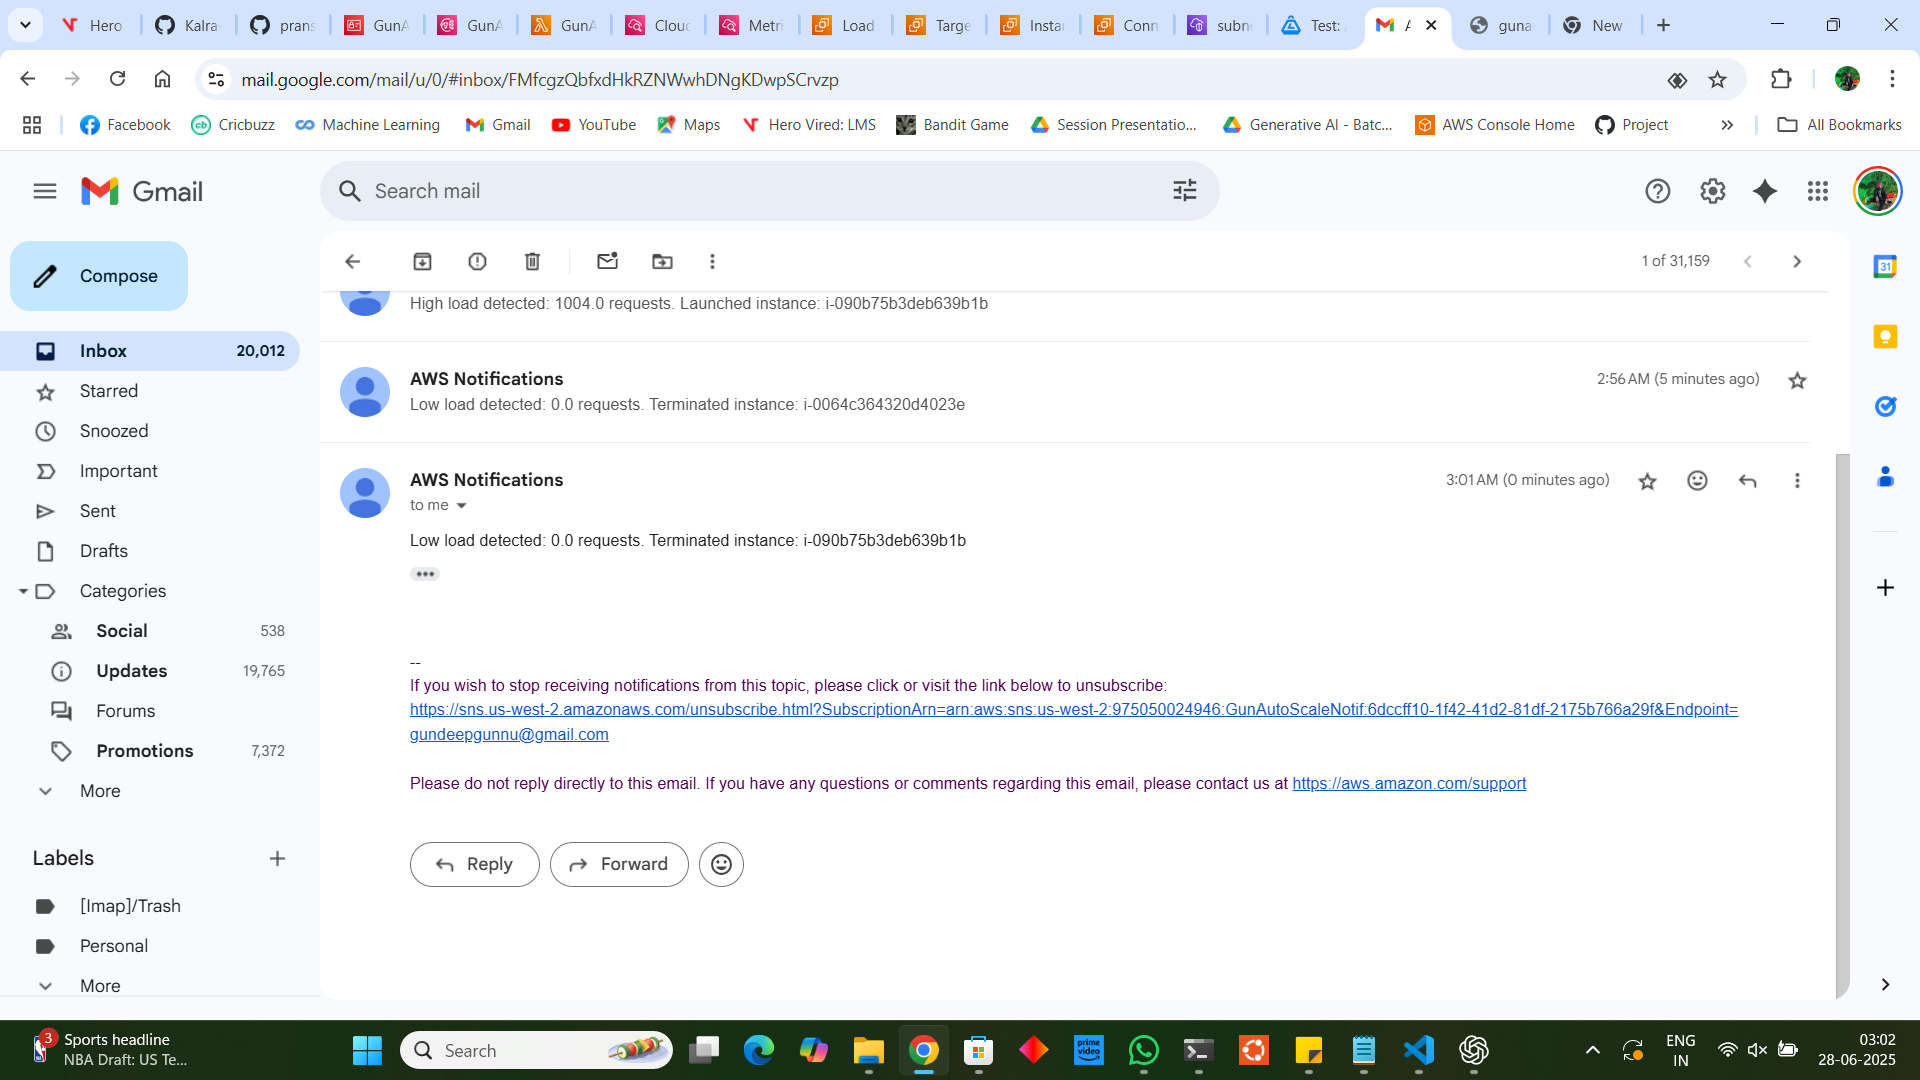 Hero
Kalra-
prans
GunA
GunA
GunA
Cloud
Metri
Load
Targe
Instan
Conn
subne
Test:
guna
New
mail.google.com/mail/u/0/#inbox/FMfcgzQbfxdHkRZNWwhDNgKDwpSCrvzp
Facebook
Cricbuzz
Machine Learning
Gmail
YouTube
Maps
Hero Vired: LMS
Bandit Game
Session Presentatio...
Generative AI - Batc...
AWS Console Home
Project
All Bookmarks
Gmail
Search mail
Compose
1 of 31,159
Inbox 20,012
Starred
Snoozed
Important
Sent
Drafts
Categories
Social 538
Updates 19,765
Forums
Promotions 7,372
More
Labels
[Imap]/Trash
Personal
More
High load detected: 1004.0 requests. Launched instance: i-090b75b3deb639b1b
AWS Notifications 2:56 AM (5 minutes ago)
Low load detected: 0.0 requests. Terminated instance: i-0064c364320d4023e
AWS Notifications 3:01 AM (0 minutes ago)
to me
Low load detected: 0.0 requests. Terminated instance: i-090b75b3deb639b1b
--
If you wish to stop receiving notifications from this topic, please click or visit the link below to unsubscribe:
https://sns.us-west-2.amazonaws.com/unsubscribe.html?SubscriptionArn=arn:aws:sns:us-west-2:975050024946:GunAutoScaleNotif:6dccff10-1f42-41d2-81df-2175b766a29f&Endpoint=
gundeepgunnu@gmail.com
Please do not reply directly to this email. If you have any questions or comments regarding this email, please contact us at https://aws.amazon.com/support
Reply
Forward
31
3
Sports headline
NBA Draft: US Te...
Search
prime video
ENG
IN
03:02
28-06-2025